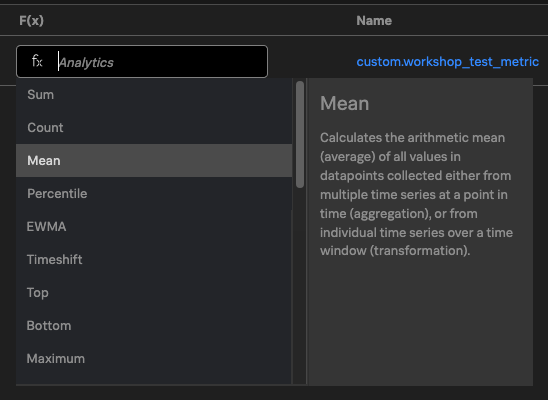 F(x) Name
fx Analytics custom.workshop_test_metric
Sum
Count
Mean
Percentile
EWMA
Timeshift
Top
Bottom
Maximum
Mean
Calculates the arithmetic mean
(average) of all values in
datapoints collected either from
multiple time series at a point in
time (aggregation), or from
individual time series over a time
window (transformation).